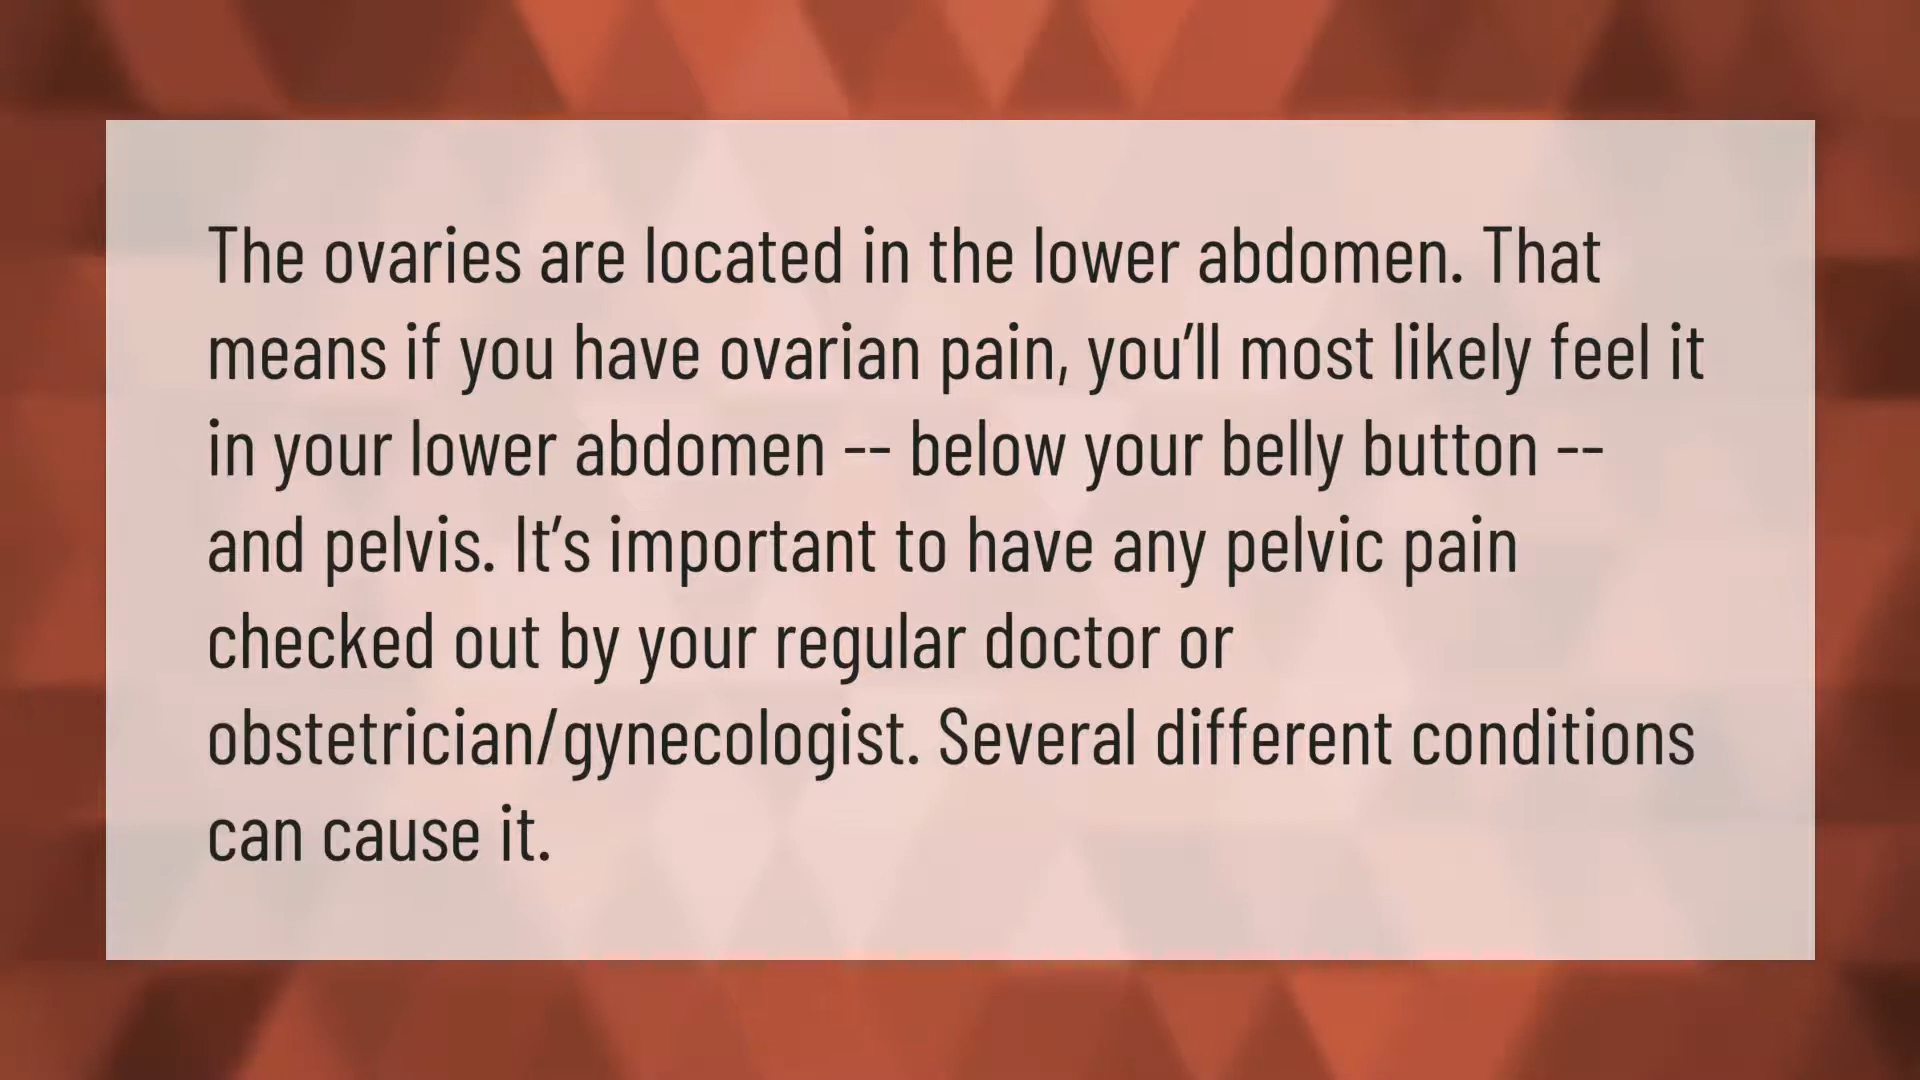 The ovaries are located in the lower abdomen. That
means if you have ovarian pain, you’ll most likely feel it
in your lower abdomen -- below your belly button --
and pelvis. It’s important to have any pelvic pain
checked out by your regular doctor or
obstetrician/gynecologist. Several different conditions
can cause it.